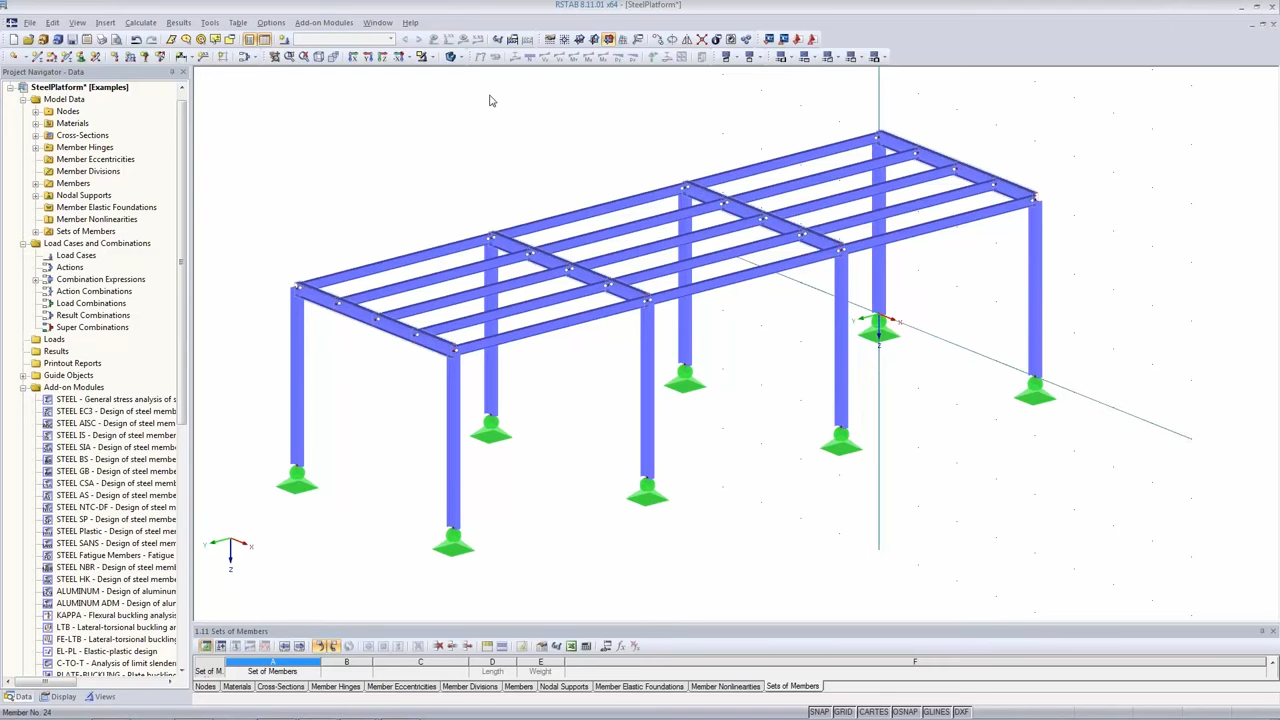 RSTAB 8.11.01 x64 - [SteelPlatform*]
File Edit View Insert Calculate Results Tools Table Options Add-on Modules Window Help
Project Navigator - Data
SteelPlatform* [Examples]
Model Data
Nodes
Materials
Cross-Sections
Member Hinges
Member Eccentricities
Member Divisions
Members
Nodal Supports
Member Elastic Foundations
Member Nonlinearities
Sets of Members
Load Cases and Combinations
Load Cases
Actions
Combination Expressions
Action Combinations
Load Combinations
Result Combinations
Super Combinations
Loads
Results
Printout Reports
Guide Objects
Add-on Modules
STEEL - General stress analysis of s
STEEL EC3 - Design of steel memb
STEEL AISC - Design of steel mem
STEEL IS - Design of steel member
STEEL SIA - Design of steel memb
STEEL BS - Design of steel membe
STEEL GB - Design of steel membe
STEEL CSA - Design of steel memb
STEEL AS - Design of steel membe
STEEL NTC-DF - Design of steel me
STEEL SP - Design of steel membe
STEEL Plastic - Design of steel mem
STEEL SANS - Design of steel mem
STEEL Fatigue Members - Fatigue
STEEL NBR - Design of steel memb
STEEL HK - Design of steel membe
ALUMINUM - Design of aluminum
ALUMINUM ADM - Design of alur
KAPPA - Flexural buckling analysis
LTB - Lateral-torsional buckling a
FE-LTB - Lateral-torsional buckling
EL-PL - Elastic-plastic design
C-TO-T - Analysis of limit slendern
Data Display Views
Y X Z
Y X Z
1.11 Sets of Members
A B C D E F
Set of M. Set of Members Length Weight
Nodes Materials Cross-Sections Member Hinges Member Eccentricities Member Divisions Members Nodal Supports Member Elastic Foundations Member Nonlinearities Sets of Members
Member No. 24
SNAP GRID CARTES OSNAP GLINES DXF